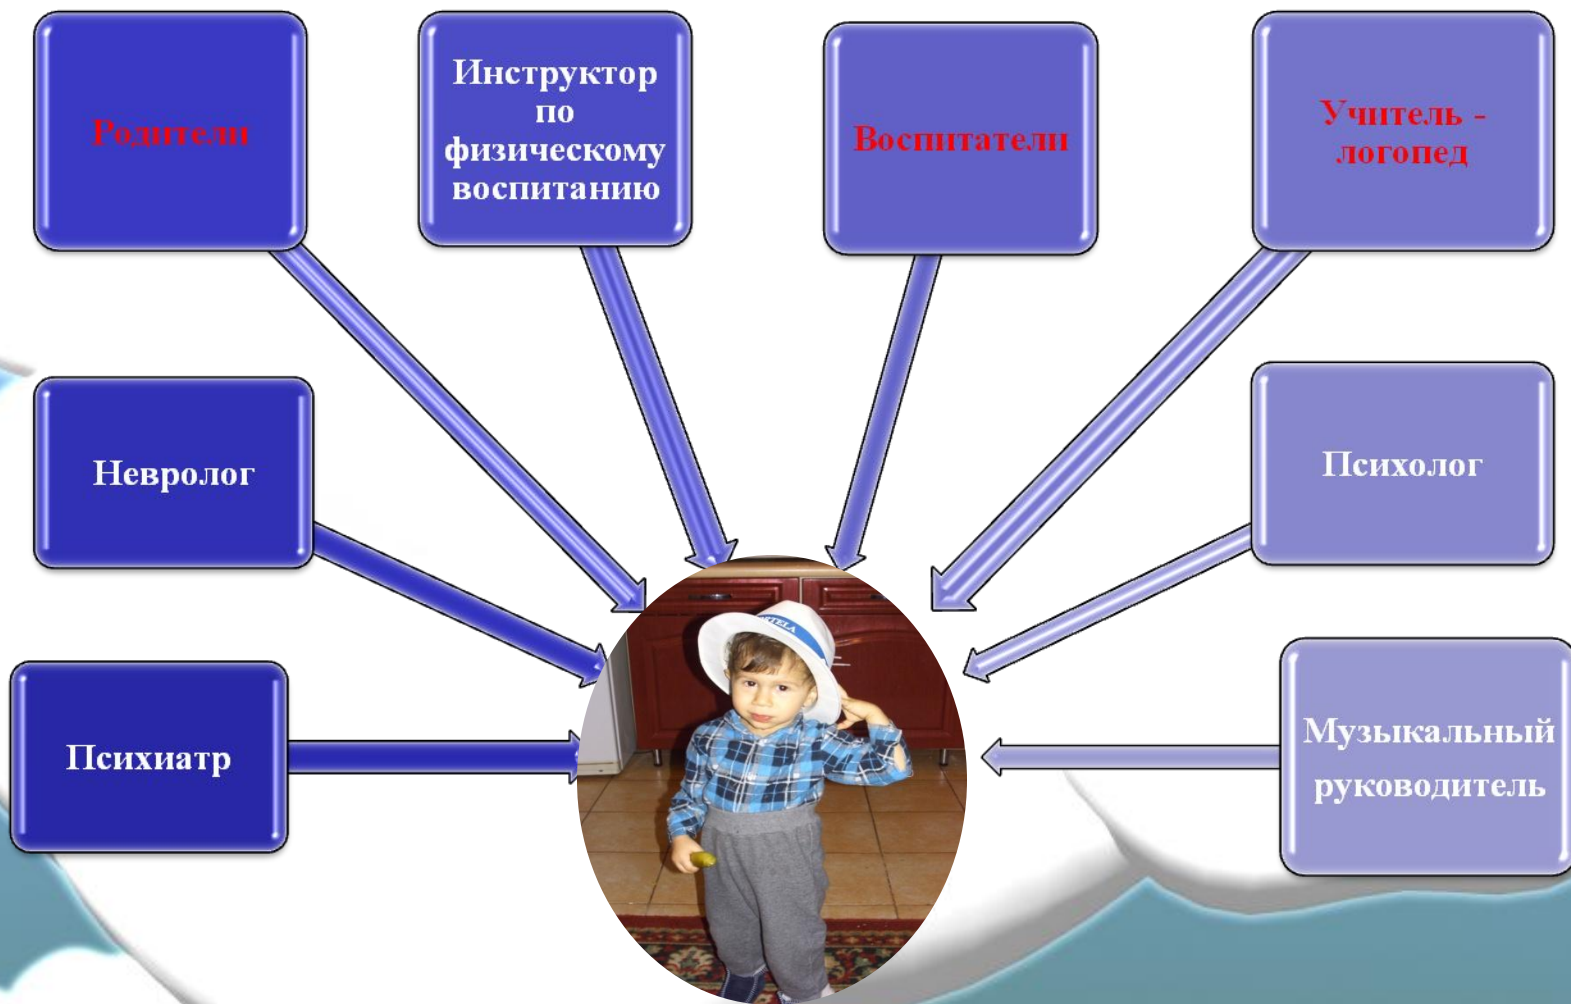 Родители
Инструктор
по
физическому
воспитанию
Воспитатели
Учитель -
логопед
Невролог
Психолог
Психиатр
Музыкальный
руководитель